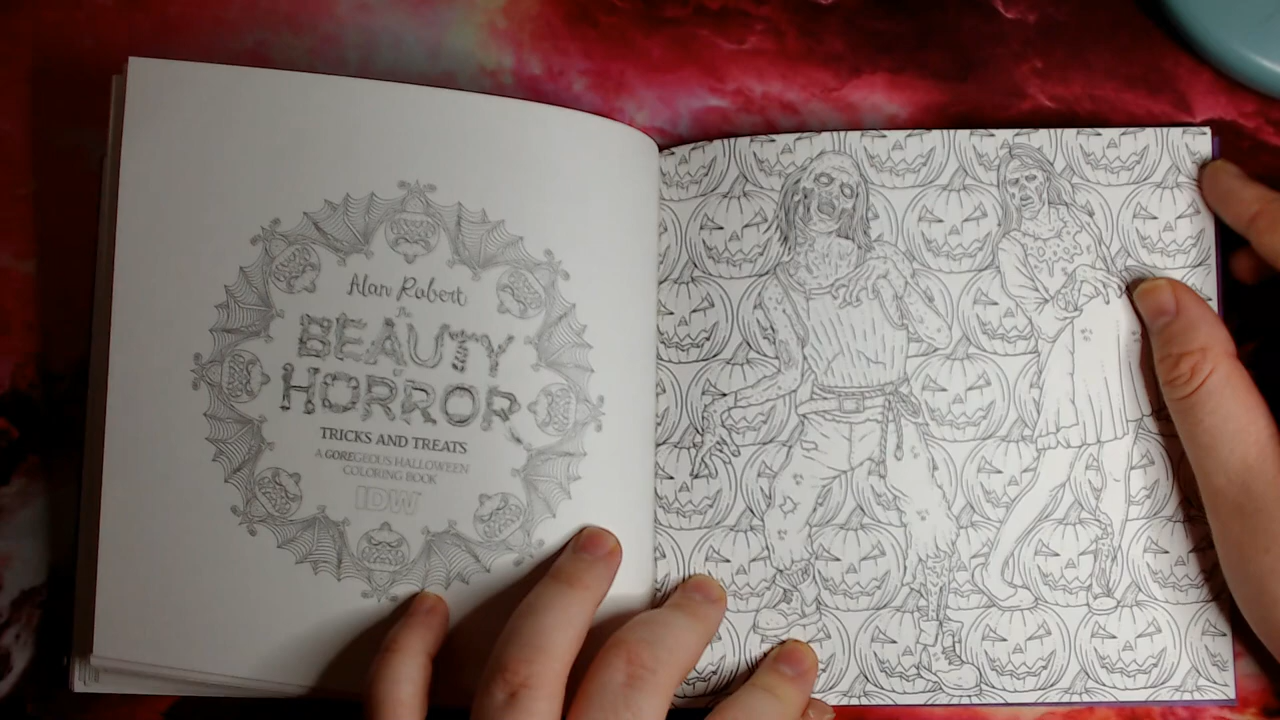 Alan Robert
The
BEAUTY
of
HORROR
TRICKS AND TREATS
A GOREGEOUS HALLOWEEN
COLORING BOOK
IDW